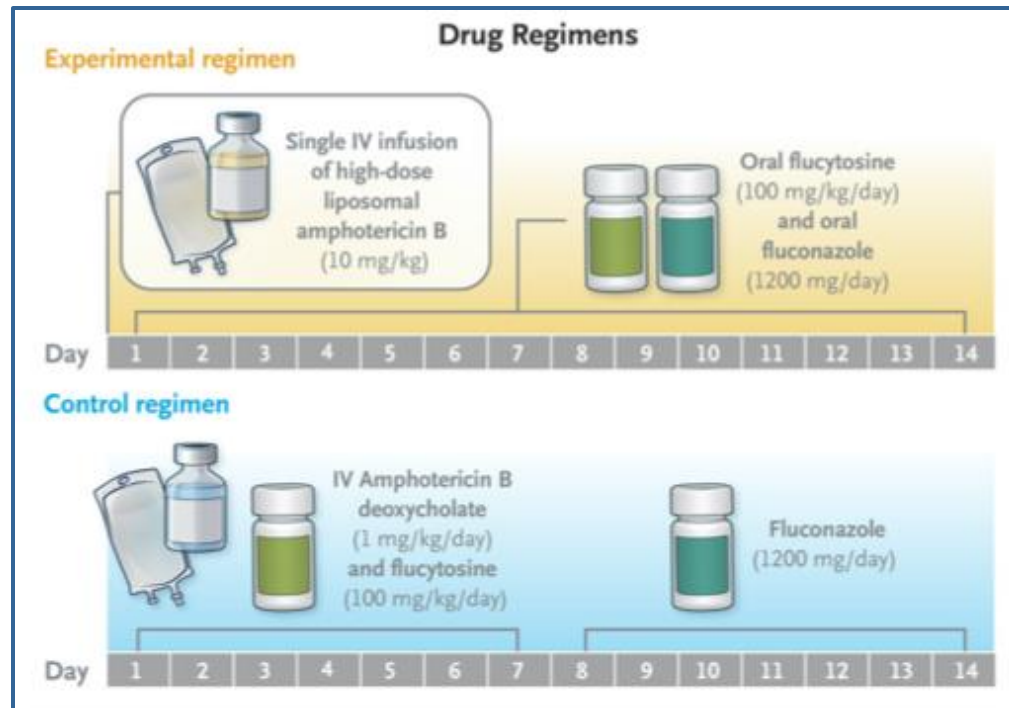 Drug Regimens
Experimental regimen
Single IV infusion
of high-dose
liposomal
amphotericin B
(10 mg/kg)
Oral flucytosine
(100 mg/kg/day)
and oral
fluconazole
(1200 mg/day)
Day 1 2 3 4 5 6 7 8 9 10 11 12 13 14
Control regimen
IV Amphotericin B
deoxycholate
(1 mg/kg/day)
and flucytosine
(100 mg/kg/day)
Fluconazole
(1200 mg/day)
Day 1 2 3 4 5 6 7 8 9 10 11 12 13 14